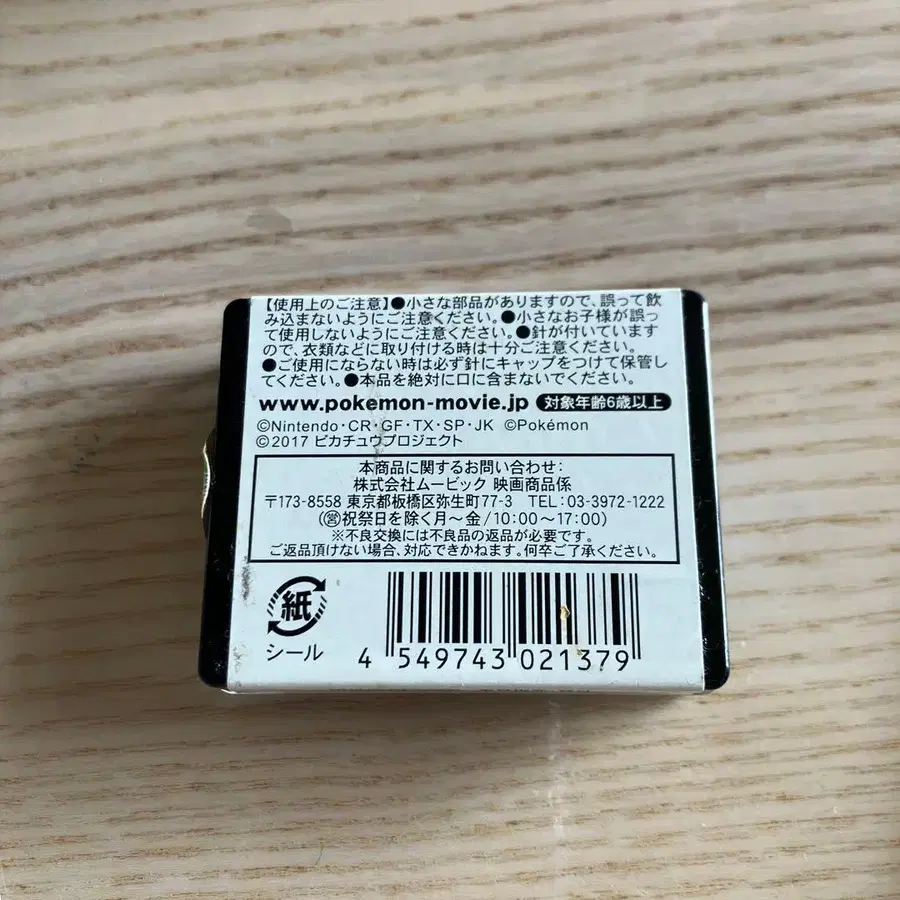 【使用上のご注意】●小さな部品がありますので、誤って飲
み込まないようにご注意ください。●小さなお子様が誤っ
て使用しないようにご注意ください。●針が付いています
ので、衣類などに取り付ける時は十分ご注意ください。
●ご使用にならない時は必ず針にキャップをつけて保管し
てください。●本品を絶対に口に含まないでください。
www.pokemon-movie.jp 対象年齢6歳以上
©Nintendo・CR・GF・TX・SP・JK ©Pokémon
©2017 ピカチュウプロジェクト
本商品に関するお問い合わせ：
株式会社ムービック 映画商品係
〒173-8558 東京都板橋区弥生町77-3 TEL：03-3972-1222
（㊡祝祭日を除く月～金/10:00～17:00）
※不良交換には不良品の返品が必要です。
ご返品頂けない場合、対応できかねます。何卒ご了承ください。
紙
シール
4 549743 021379